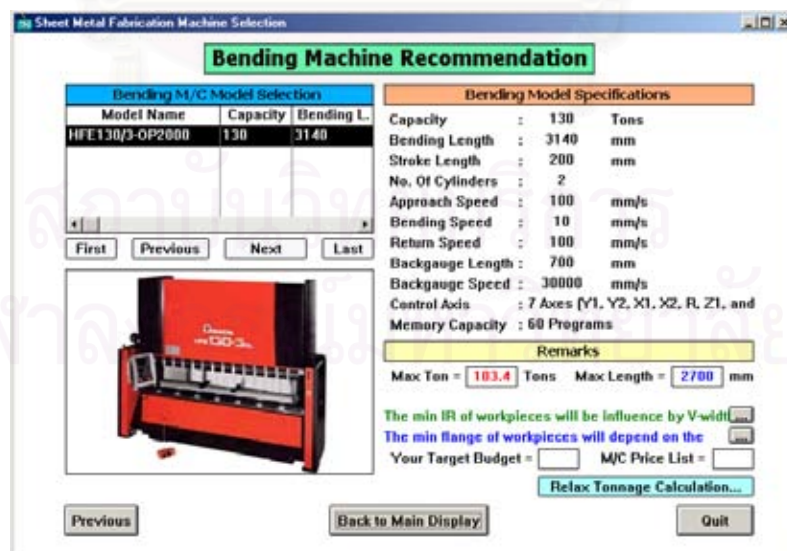 Sheet Metal Fabrication Machine Selection
Bending Machine Recommendation
Bending M/C Model Selection
Model Name Capacity Bending L.
HFE130/3-OP2000 130 3140
First Previous Next Last
Bending Model Specifications
Capacity : 130 Tons
Bending Length : 3140 mm
Stroke Length : 200 mm
No. Of Cylinders : 2
Approach Speed : 100 mm/s
Bending Speed : 10 mm/s
Return Speed : 100 mm/s
Backgauge Length : 700 mm
Backgauge Speed : 30000 mm/s
Control Axis : 7 Axes (Y1, Y2, X1, X2, R, Z1, and
Memory Capacity : 60 Programs
Remarks
Max Ton = 103.4 Tons Max Length = 2700 mm
The min IR of workpieces will be influence by V-widt ...
The min flange of workpieces will depend on the ...
Your Target Budget = M/C Price List =
Relax Tonnage Calculation...
Previous Back to Main Display Quit